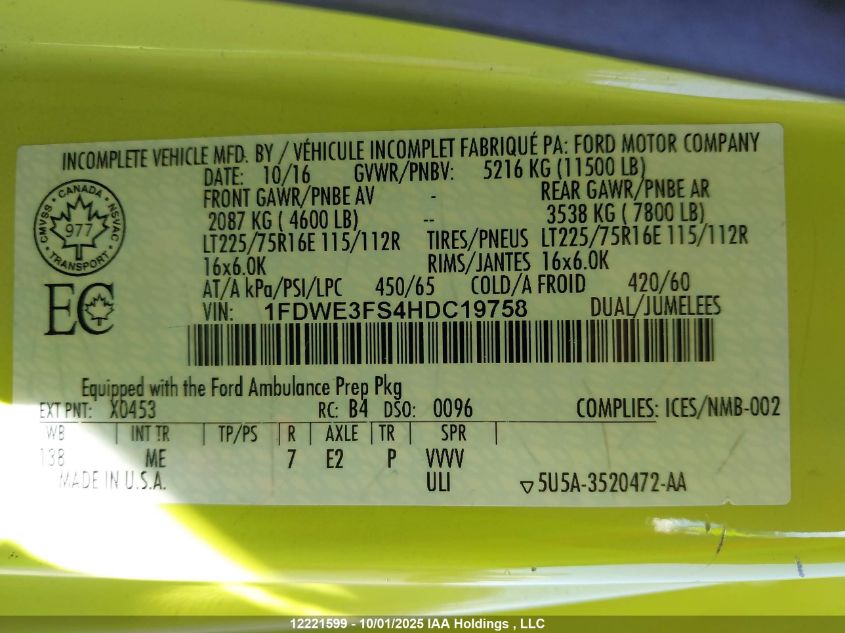 INCOMPLETE VEHICLE MFD. BY / VÉHICULE INCOMPLET FABRIQUÉ PA: FORD MOTOR COMPANY
DATE: 10/16 GVWR/PNBV: 5216 KG (11500 LB)
FRONT GAWR/PNBE AV - REAR GAWR/PNBE AR
2087 KG ( 4600 LB) -- 3538 KG ( 7800 LB)
LT225/75R16E 115/112R TIRES/PNEUS LT225/75R16E 115/112R
16x6.0K RIMS/JANTES 16x6.0K
AT/A kPa/PSI/LPC 450/65 COLD/A FROID 420/60
VIN: 1FDWE3FS4HDC19758 DUAL/JUMELEES
CANADA
CMVSS 977 NSVAC
TRANSPORT
EC
Equipped with the Ford Ambulance Prep Pkg
EXT PNT: X0453 RC: B4 DSO: 0096 COMPLIES: ICES/NMB-002
WB INT TR TP/PS R AXLE TR SPR
138 ME 7 E2 P VVVV
MADE IN U.S.A. ULI 5U5A-3520472-AA
12221599 - 10/01/2025 IAA Holdings , LLC